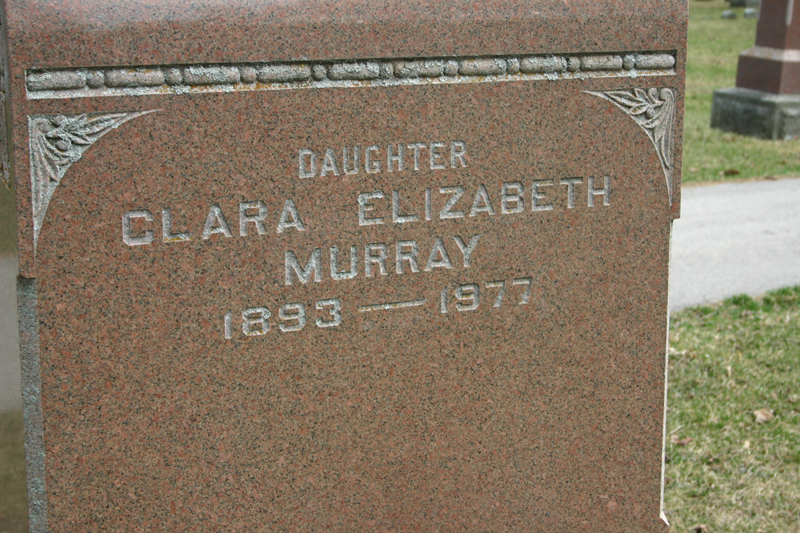 DAUGHTER
CLARA ELIZABETH
MURRAY
1893 — 1977